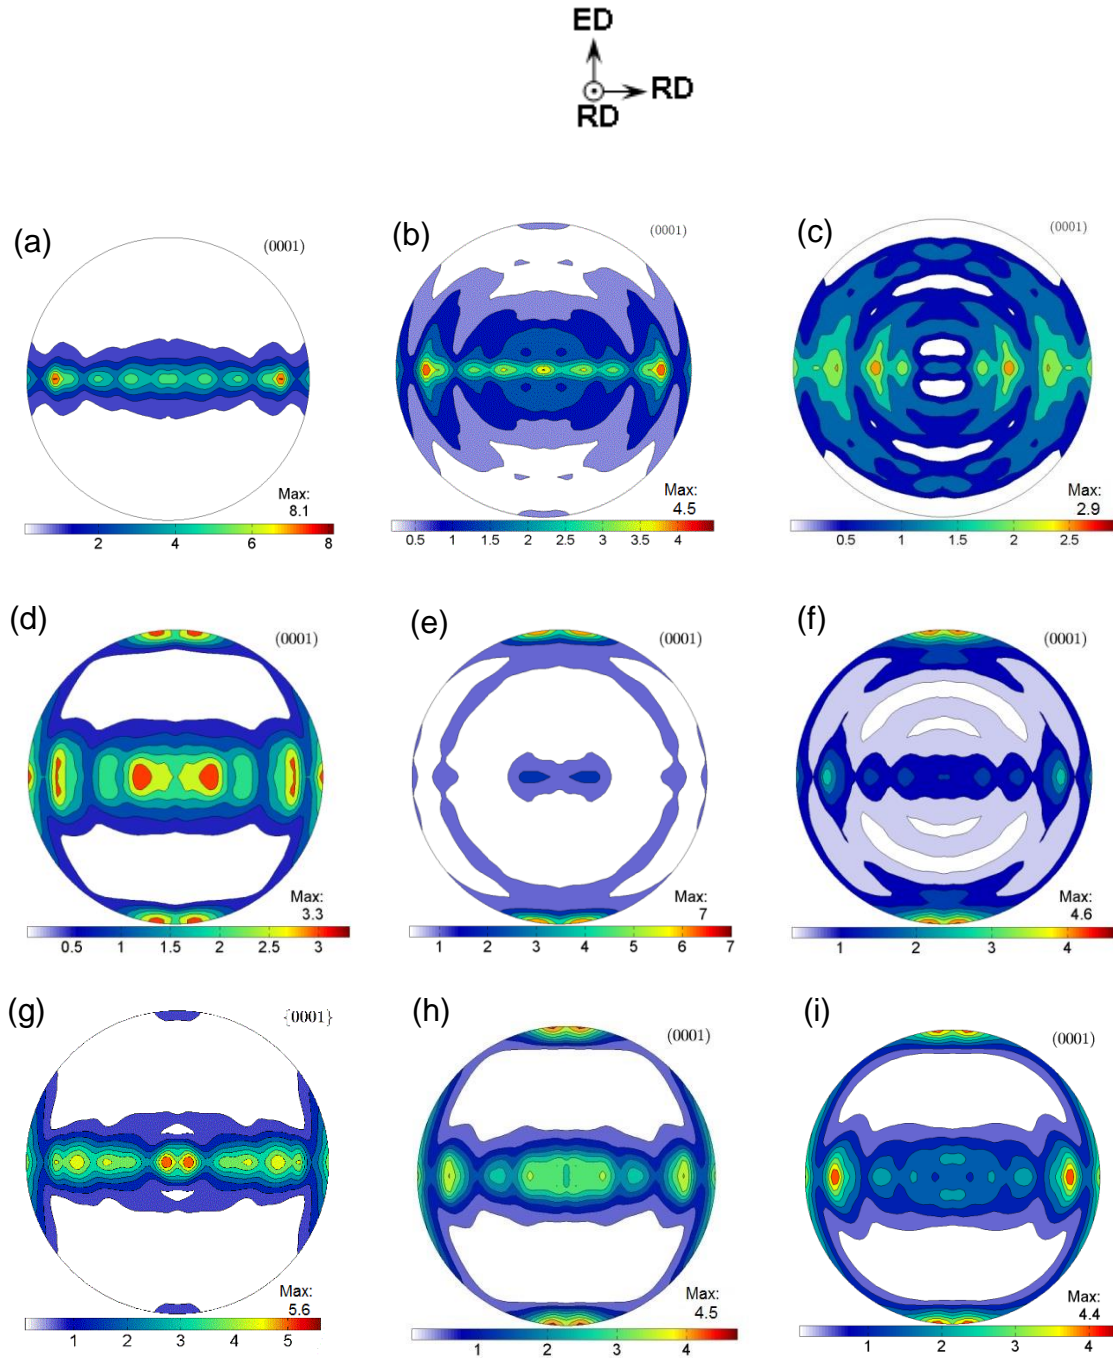 ED
RD
RD
(a)
(0001)
Max:
8.1
2 4 6 8
(b)
(0001)
Max:
4.5
0.5 1 1.5 2 2.5 3 3.5 4
(c)
(0001)
Max:
2.9
0.5 1 1.5 2 2.5
(d)
(0001)
Max:
3.3
0.5 1 1.5 2 2.5 3
(e)
(0001)
Max:
7
1 2 3 4 5 6 7
(f)
(0001)
Max:
4.6
1 2 3 4
(g)
{0001}
Max:
5.6
1 2 3 4 5
(h)
(0001)
Max:
4.5
1 2 3 4
(i)
(0001)
Max:
4.4
1 2 3 4